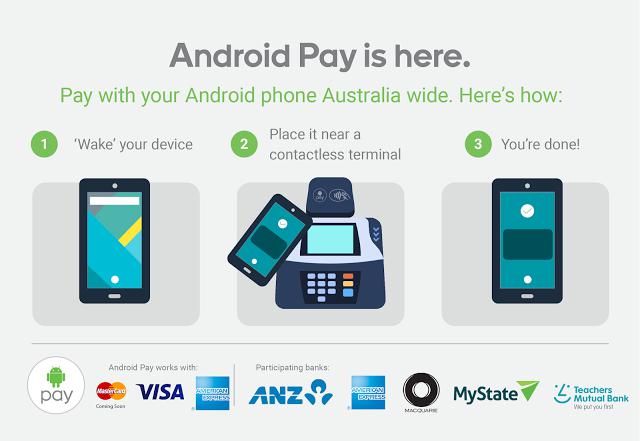 Android Pay is here.
Pay with your Android phone Australia wide. Here's how:
1 'Wake' your device
2 Place it near a
contactless terminal
3 You're done!
pay
Android Pay works with:
MasterCard
Coming Soon
VISA
AMERICAN
EXPRESS
Participating banks:
ANZ
AMERICAN
EXPRESS
MACQUARIE
MyState
Teachers
Mutual Bank
We put you first
pay